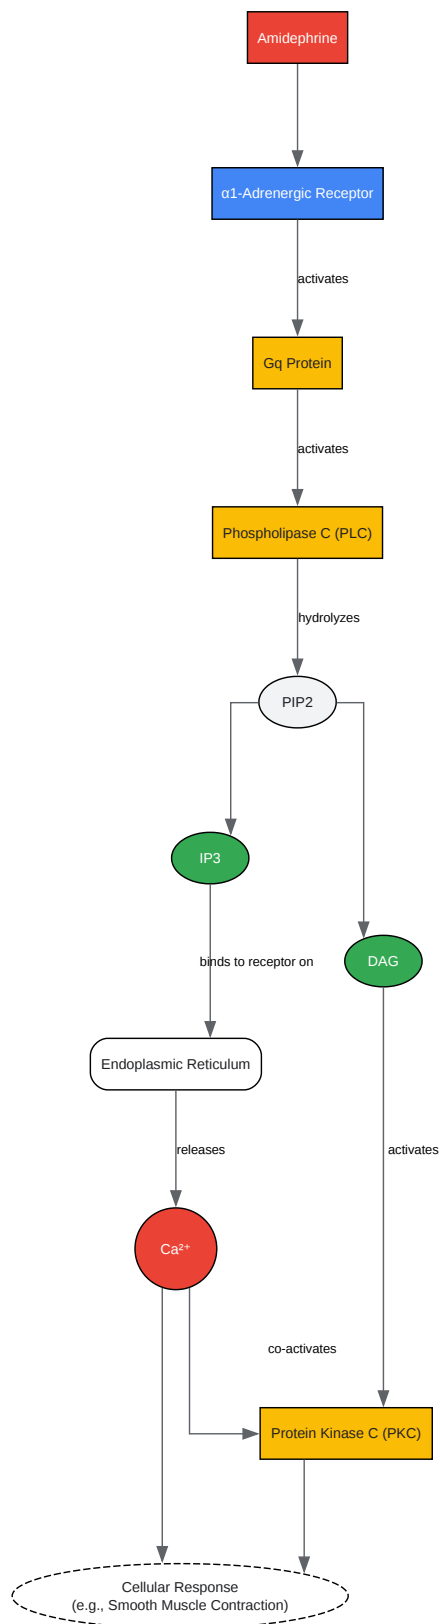 Amidephrine
α1-Adrenergic Receptor
activates
Gq Protein
activates
Phospholipase C (PLC)
hydrolyzes
PIP2
IP3
binds to receptor on
DAG
Endoplasmic Reticulum
releases
activates
Ca²⁺
co-activates
Protein Kinase C (PKC)
Cellular Response
(e.g., Smooth Muscle Contraction)